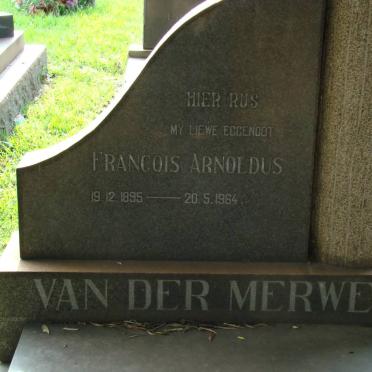 HIER RUS
MY LIEWE EGGENOOT
FRANCOIS ARNOLDUS
19.12.1895 —— 20.5.1964
VAN DER MERWE